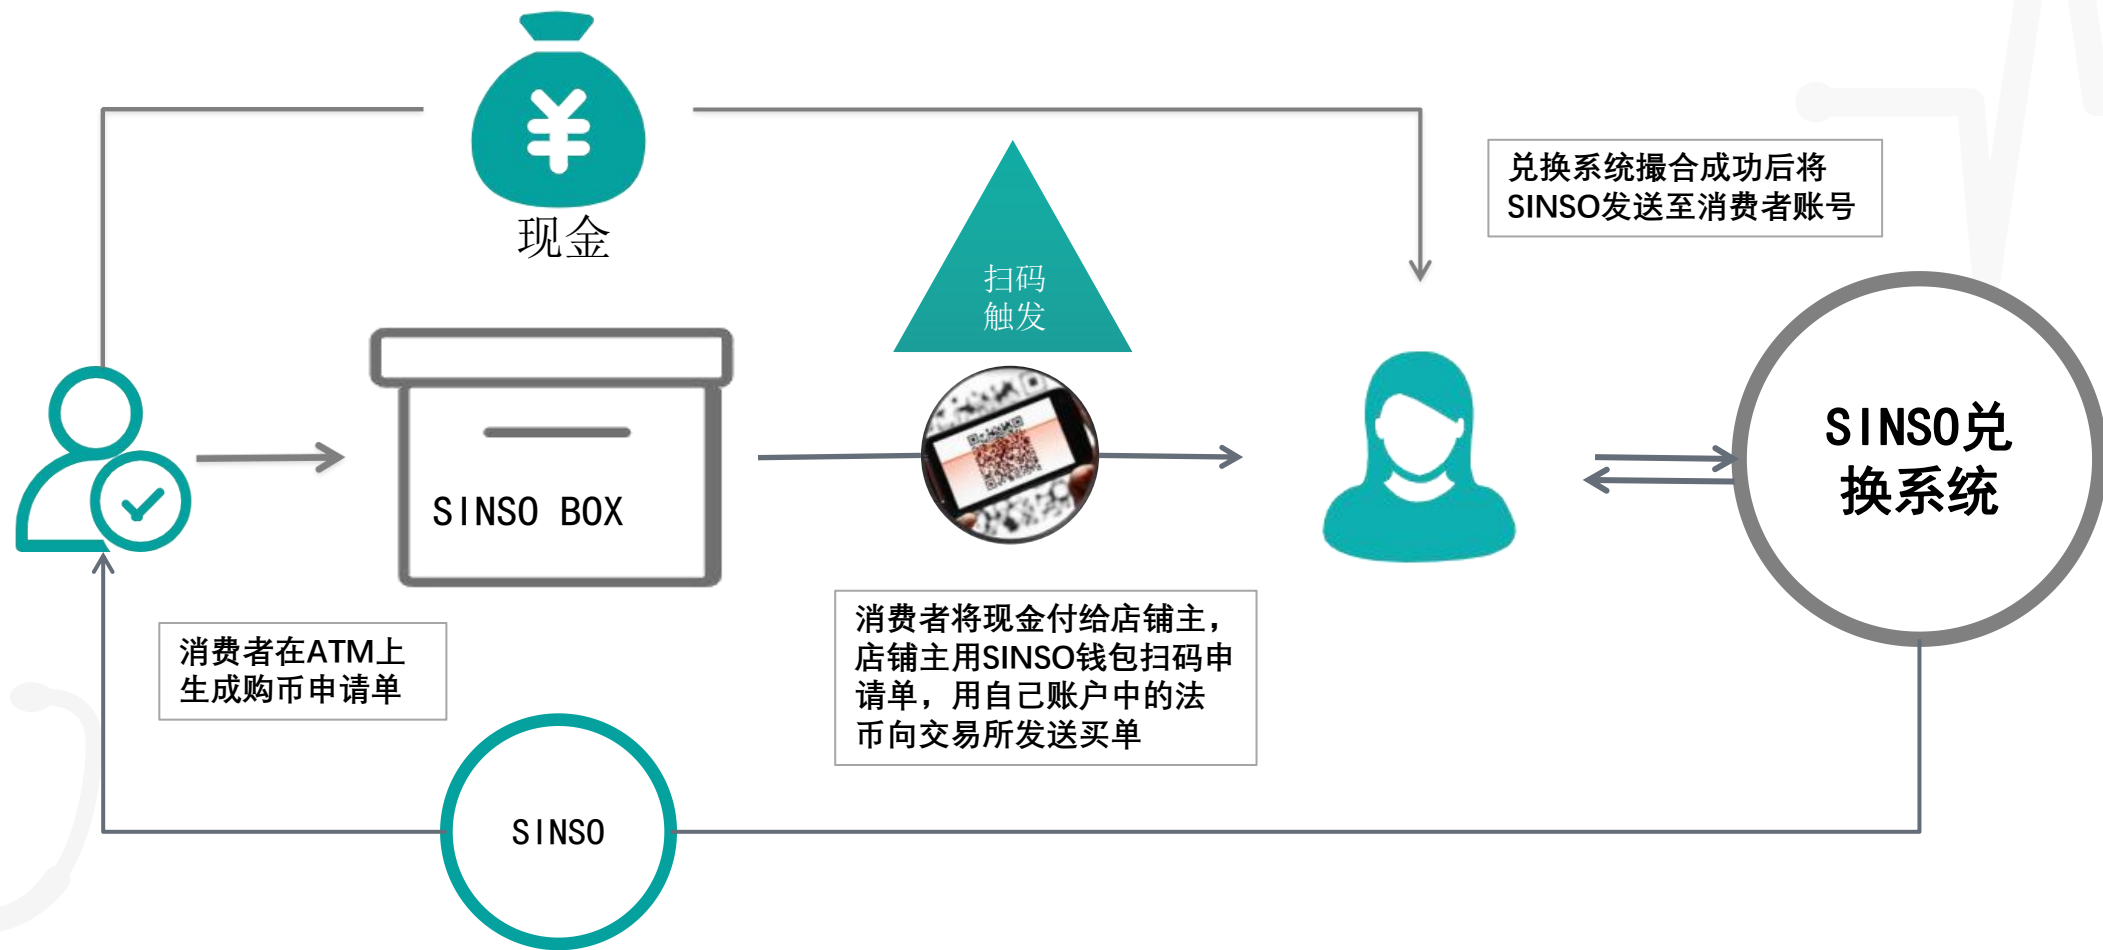 现金
扫码
触发
兑换系统撮合成功后将
SINSO发送至消费者账号
SINSO BOX
SINSO兑
换系统
消费者在ATM上
生成购币申请单
消费者将现金付给店铺主，
店铺主用SINSO钱包扫码申
请单，用自己账户中的法
币向交易所发送买单
SINSO